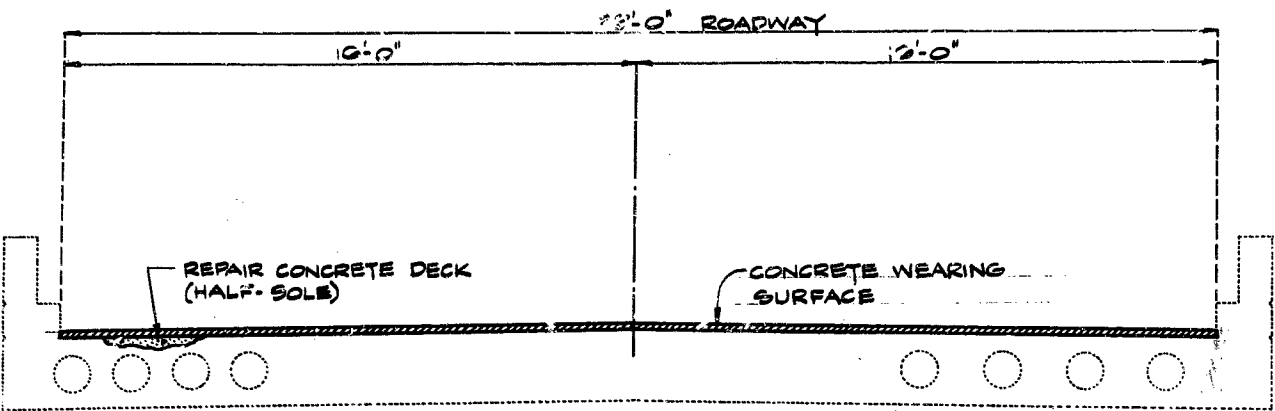 ROADWAY
16'-0"
REPAIR CONCRETE DECK
(HALF-SOLE)
CONCRETE WEARING
SURFACE